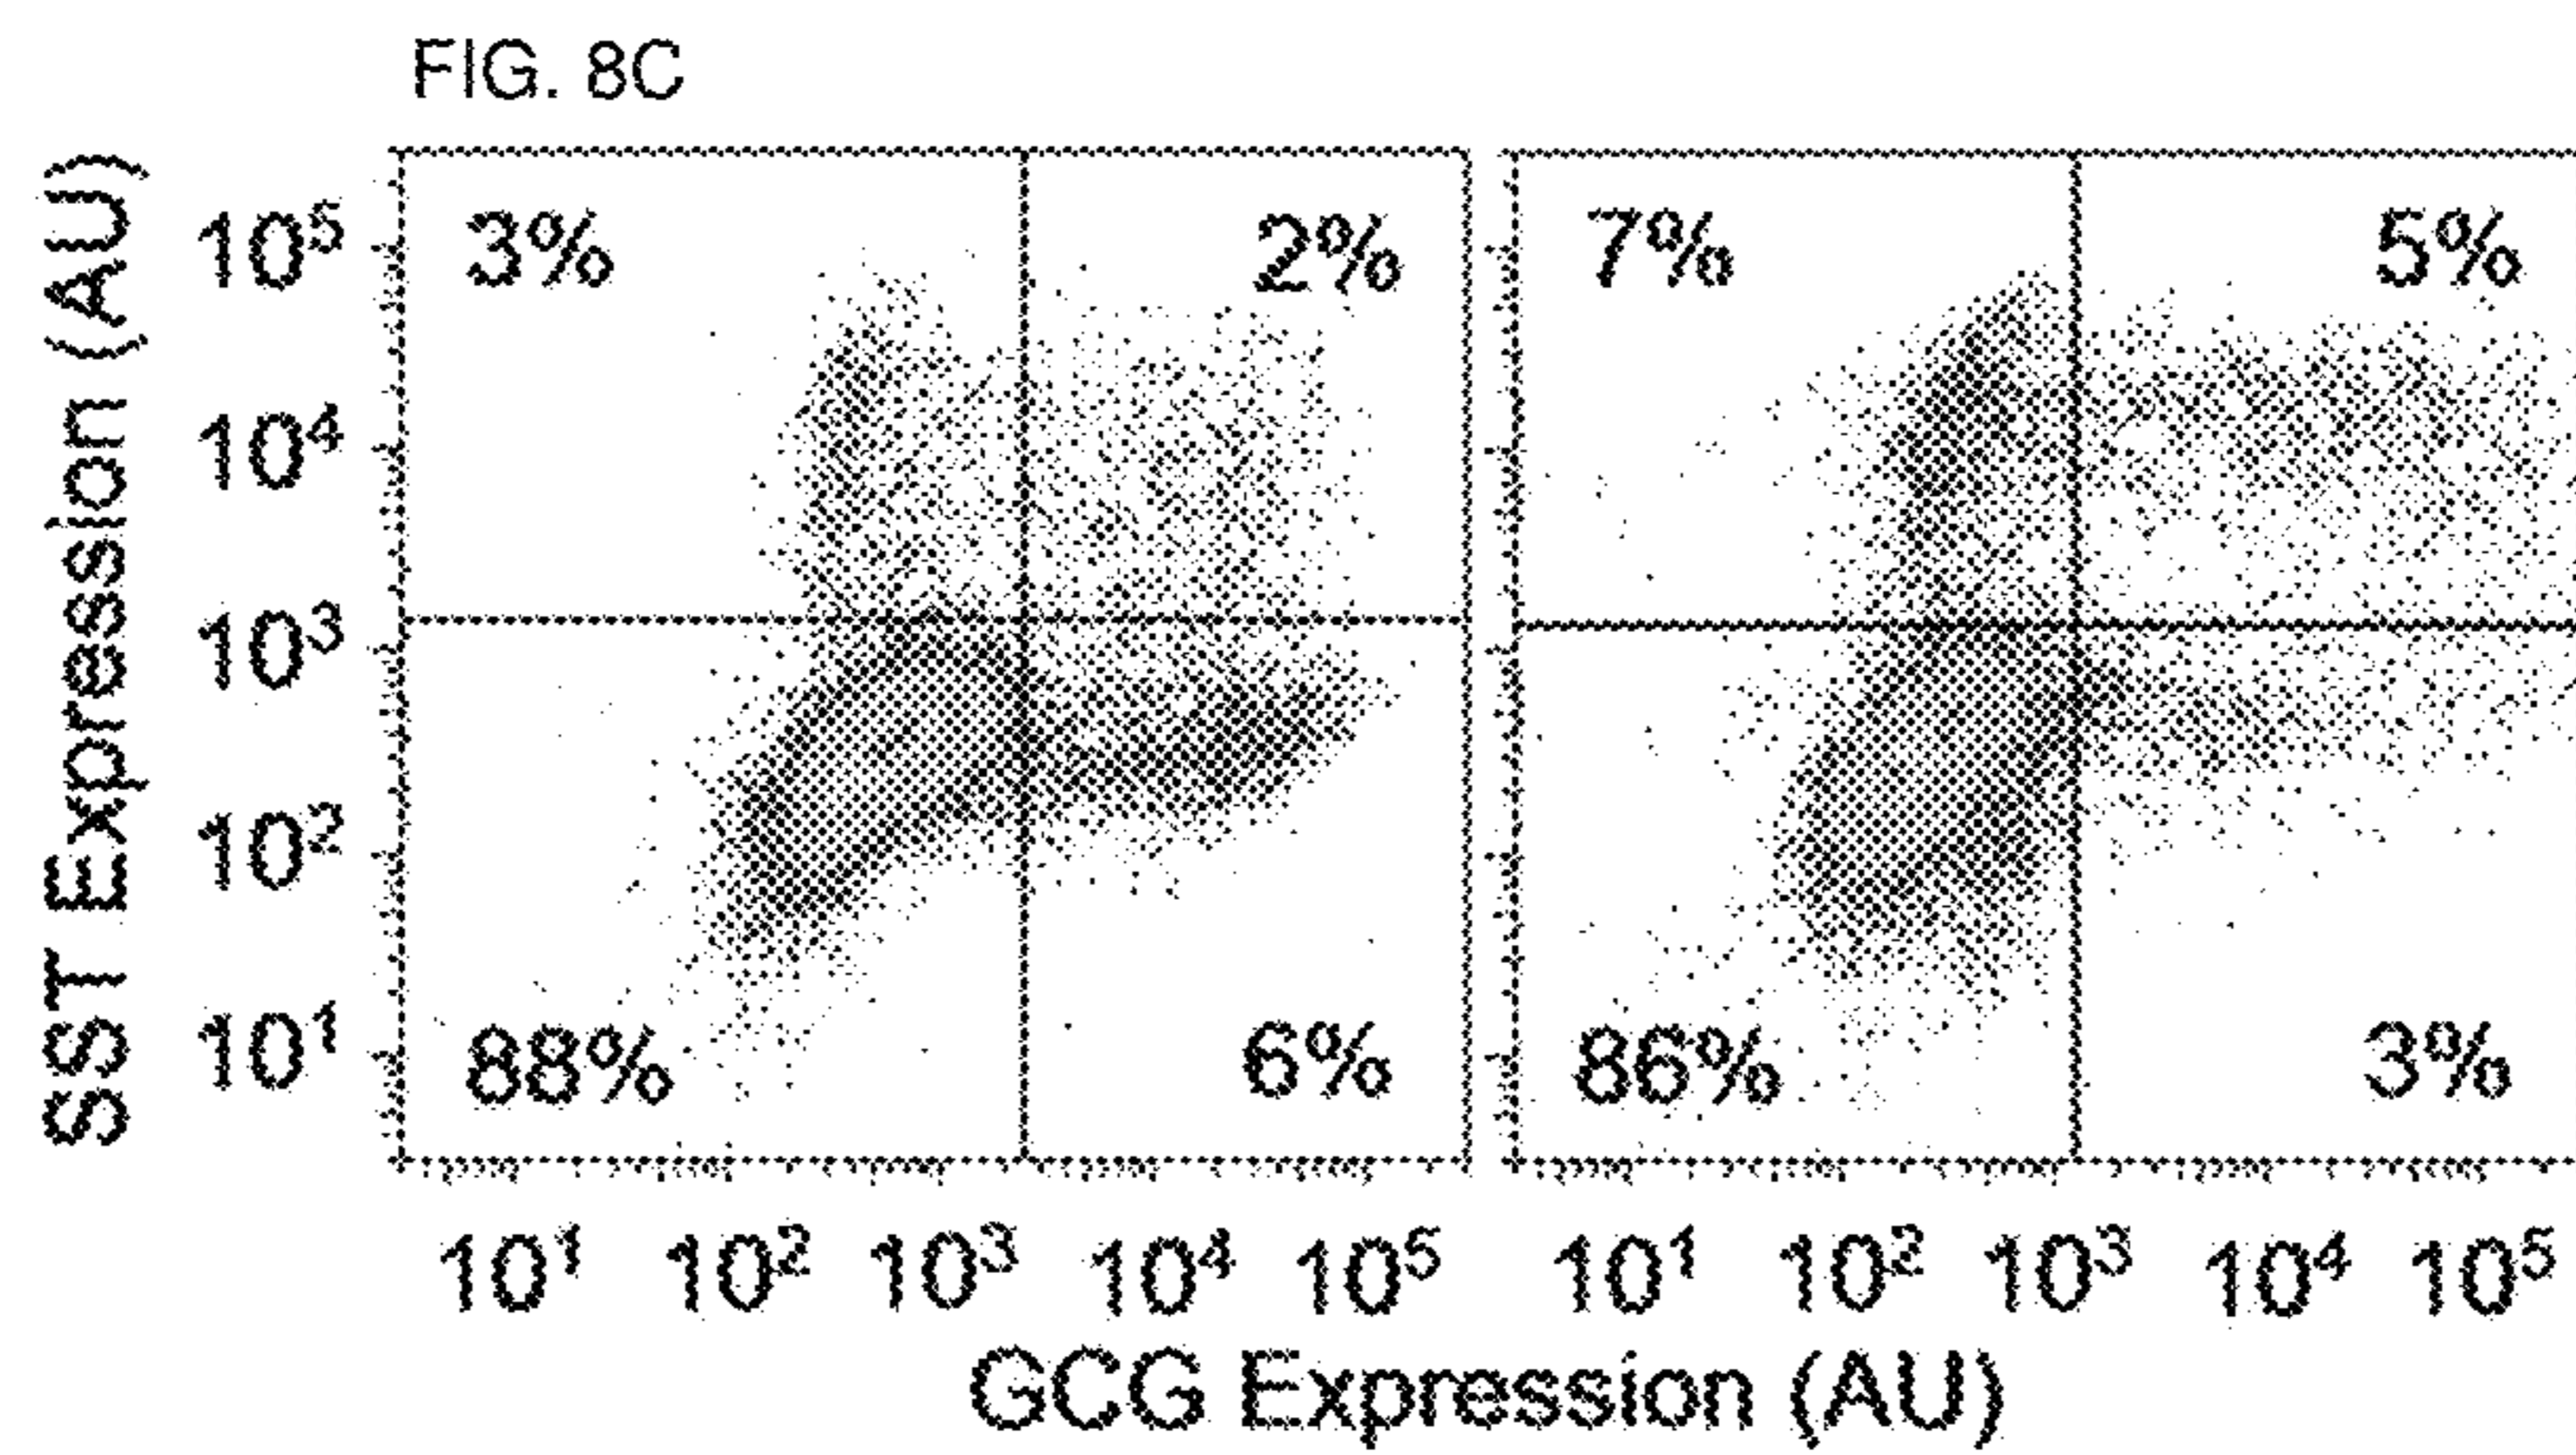 FIG. 8C
SST Expression (AU)
10⁵
10⁴
10³
10²
10¹
3%
2%
88%
6%
7%
5%
86%
3%
10¹ 10² 10³ 10⁴ 10⁵
10¹ 10² 10³ 10⁴ 10⁵
GCG Expression (AU)